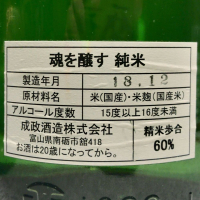 魂を醸す 純米
製造年月 18.12
原材料名 米(国産)・米麹(国産米)
アルコール度数 15度以上16度未満
成政酒造株式会社
富山県南砺市舘418
お酒は20歳になってから。
精米歩合
60%